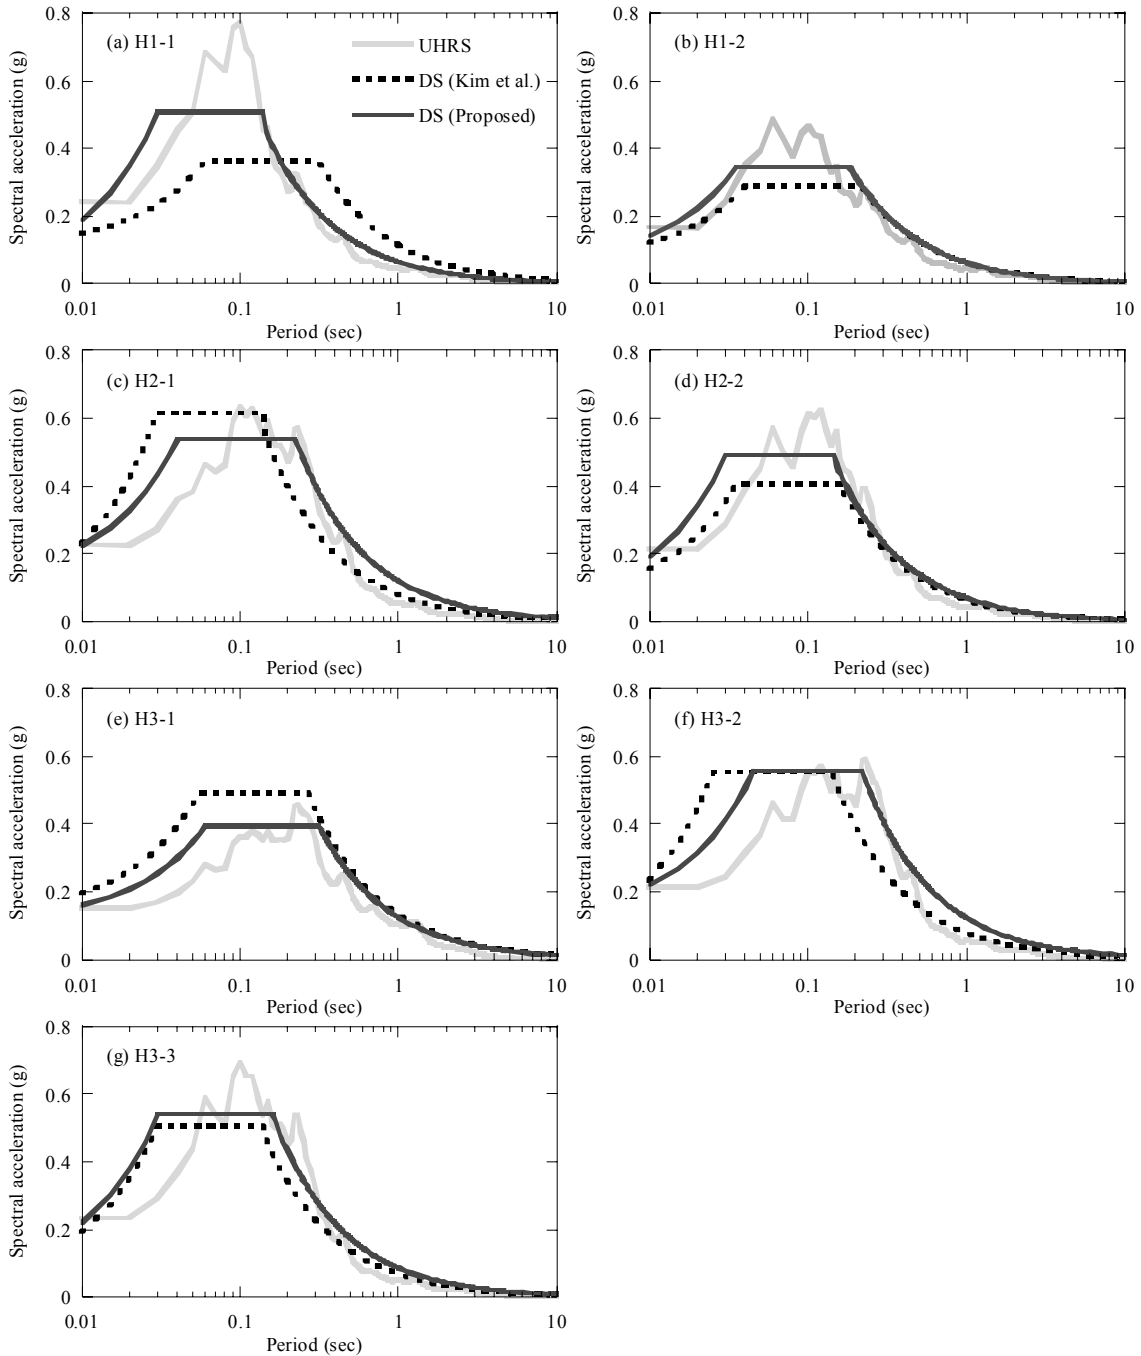 (a) H1-1
UHRS
DS (Kim et al.)
DS (Proposed)
Spectral acceleration (g)
0.8
0.6
0.4
0.2
0
0.01
0.1
1
10
Period (sec)
(b) H1-2
Spectral acceleration (g)
0.8
0.6
0.4
0.2
0
0.01
0.1
1
10
Period (sec)
(c) H2-1
Spectral acceleration (g)
0.8
0.6
0.4
0.2
0
0.01
0.1
1
10
Period (sec)
(d) H2-2
Spectral acceleration (g)
0.8
0.6
0.4
0.2
0
0.01
0.1
1
10
Period (sec)
(e) H3-1
Spectral acceleration (g)
0.8
0.6
0.4
0.2
0
0.01
0.1
1
10
Period (sec)
(f) H3-2
Spectral acceleration (g)
0.8
0.6
0.4
0.2
0
0.01
0.1
1
10
Period (sec)
(g) H3-3
Spectral acceleration (g)
0.8
0.6
0.4
0.2
0
0.01
0.1
1
10
Period (sec)